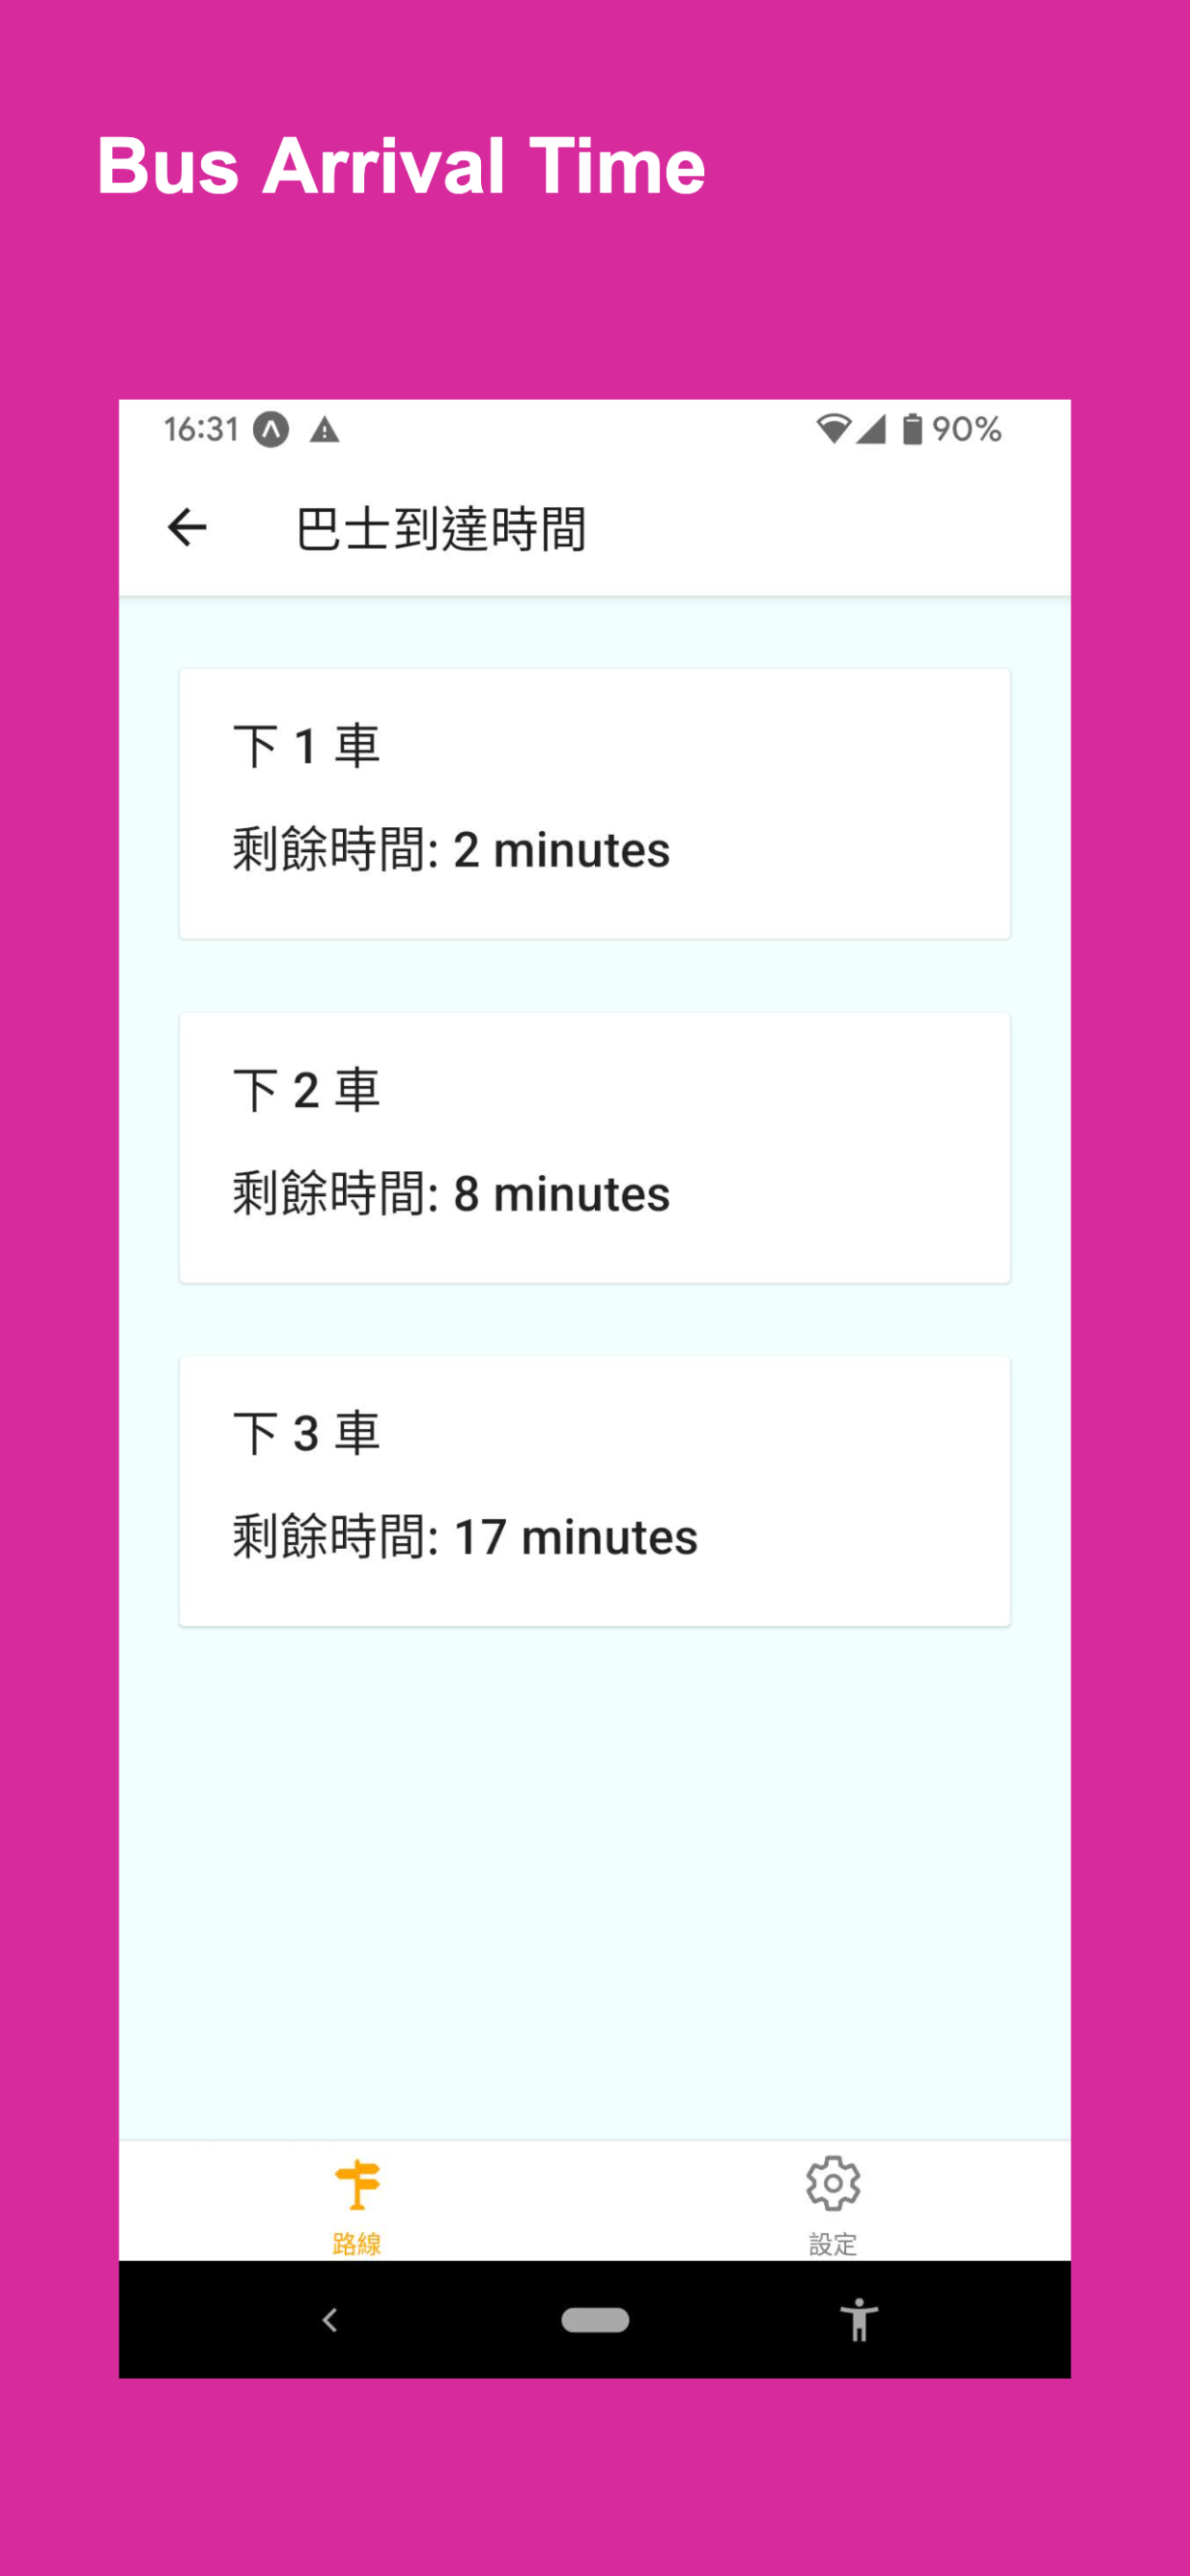 Bus Arrival Time
16:31
90%
巴士到達時間
下 1 車
剩餘時間: 2 minutes
下 2 車
剩餘時間: 8 minutes
下 3 車
剩餘時間: 17 minutes
路線
設定